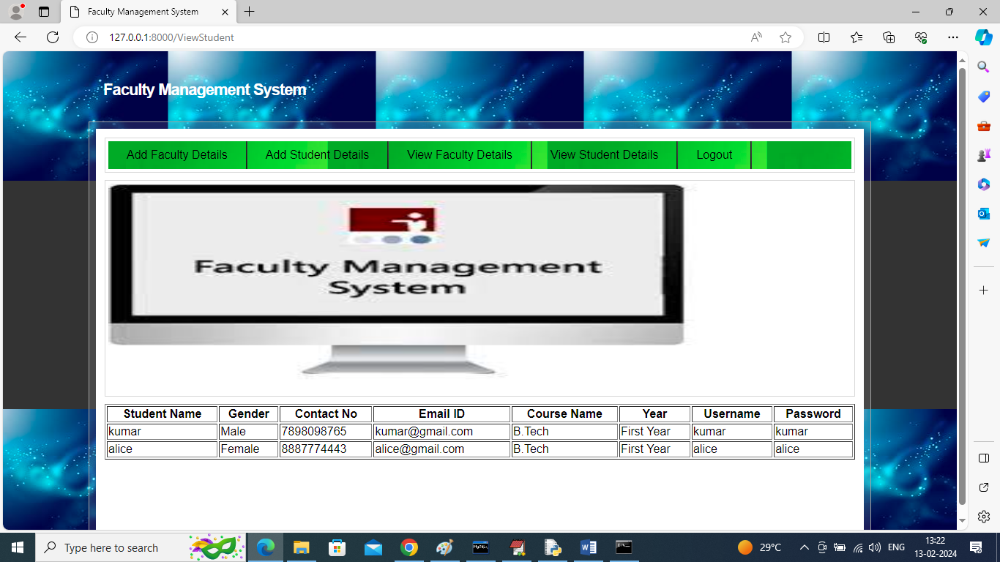 Faculty Management System
127.0.0.1:8000/ViewStudent
Faculty Management System
Add Faculty Details Add Student Details View Faculty Details View Student Details Logout
Faculty Management
System
Student Name Gender Contact No Email ID Course Name Year Username Password
kumar Male 7898098765 kumar@gmail.com B.Tech First Year kumar kumar
alice Female 8887774443 alice@gmail.com B.Tech First Year alice alice
Type here to search
29°C
ENG
13:22
13-02-2024